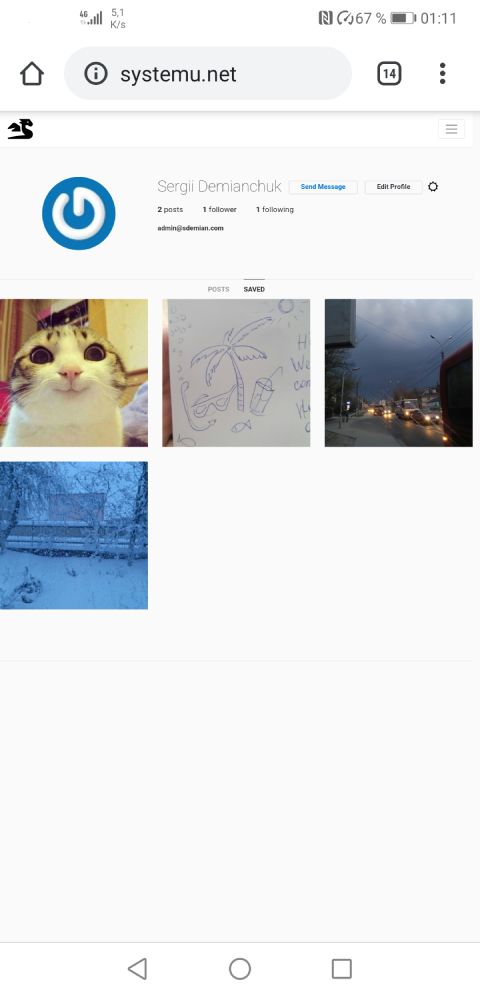 4G 5,1 K/s 67 % 01:11
systemu.net 14
Sergii Demianchuk Send Message Edit Profile
2 posts 1 follower 1 following
admin@sdemian.com
POSTS SAVED